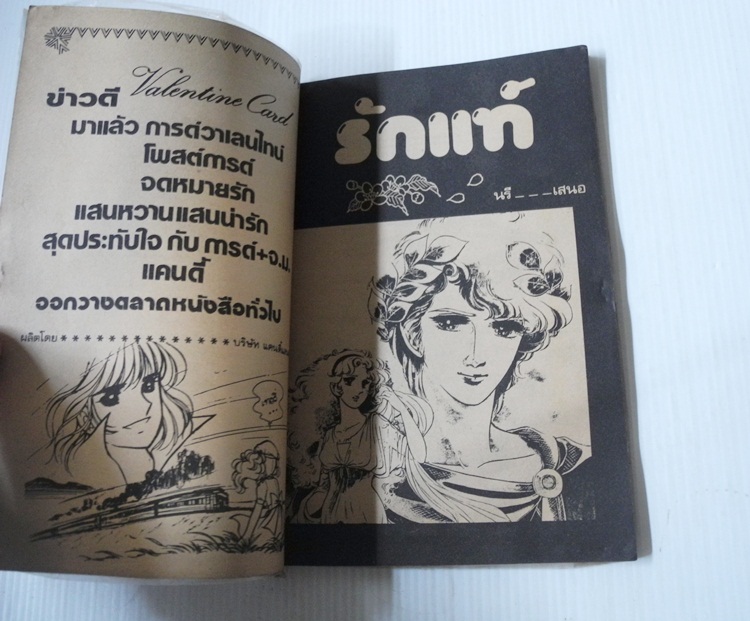 Valentine Card
ข่าวดี
มาแล้ว การด์วาเลนไทน์
โพสต์การด์
จดหมายรัก
แสนหวานแสนน่ารัก
สุดประทับใจ กับ การด์+จ.ม.
แคนดี้
ออกวางตลาดหนังสือทั่วไป
ผลิตโดย * * * * * * * * * * * * * * บริษัท
รักแท้
นรี _ _ _ เสนอ